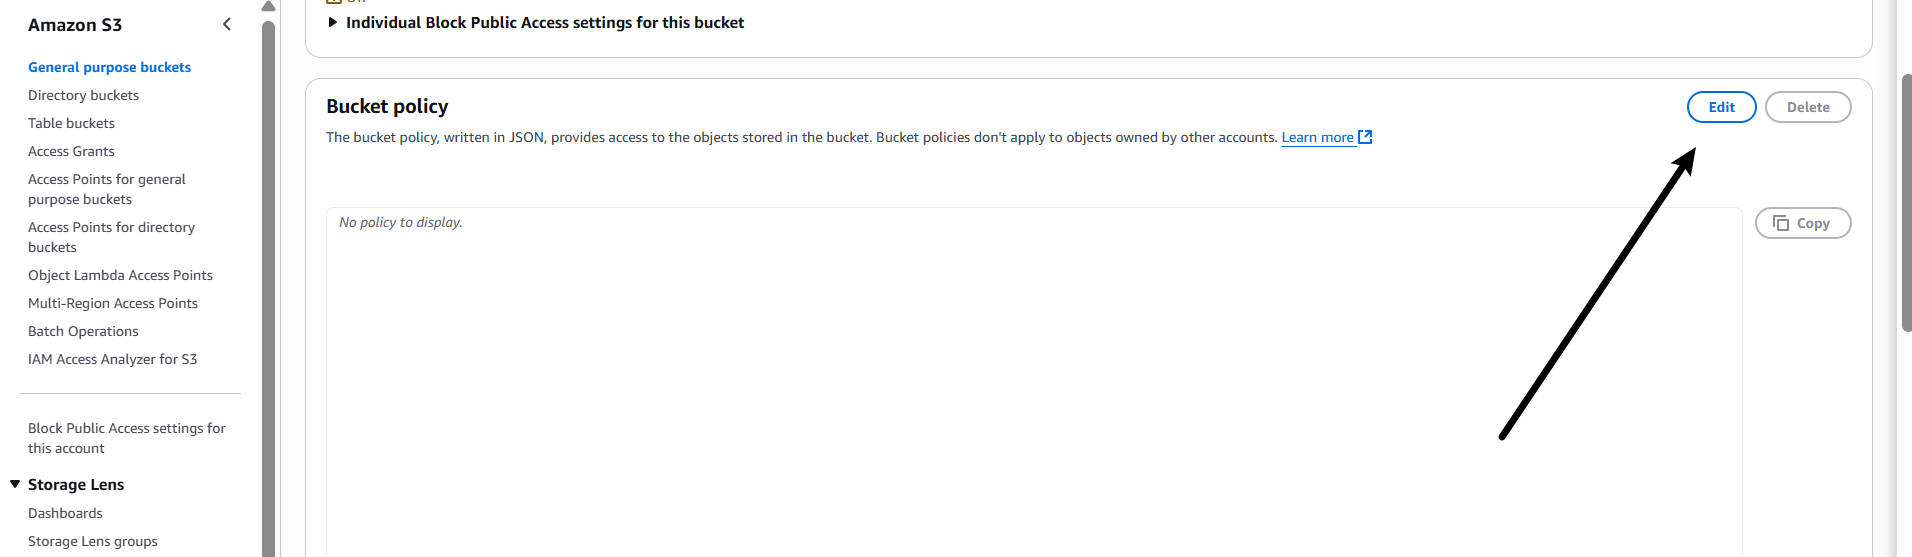 Amazon S3
General purpose buckets
Directory buckets
Table buckets
Access Grants
Access Points for general
purpose buckets
Access Points for directory
buckets
Object Lambda Access Points
Multi-Region Access Points
Batch Operations
IAM Access Analyzer for S3
Block Public Access settings for
this account
Storage Lens
Dashboards
Storage Lens groups
Individual Block Public Access settings for this bucket
Bucket policy
Edit
Delete
The bucket policy, written in JSON, provides access to the objects stored in the bucket. Bucket policies don't apply to objects owned by other accounts. Learn more
No policy to display.
Copy